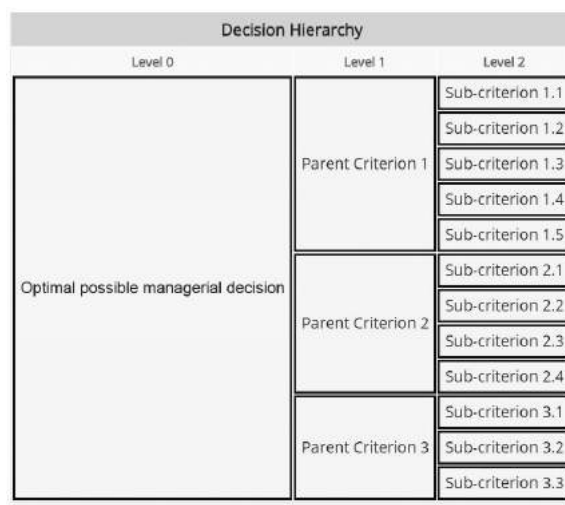 Decision Hierarchy
Level 0 Level 1 Level 2
Optimal possible managerial decision
Parent Criterion 1
Sub-criterion 1.1
Sub-criterion 1.2
Sub-criterion 1.3
Sub-criterion 1.4
Sub-criterion 1.5
Parent Criterion 2
Sub-criterion 2.1
Sub-criterion 2.2
Sub-criterion 2.3
Sub-criterion 2.4
Parent Criterion 3
Sub-criterion 3.1
Sub-criterion 3.2
Sub-criterion 3.3